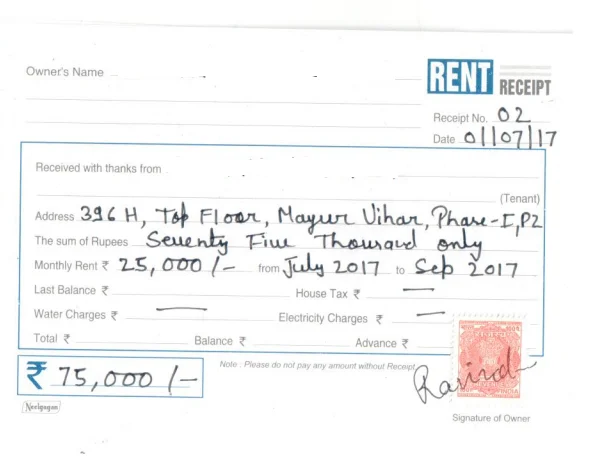 RENT RECEIPT
Owner's Name
Receipt No. 02
Date 01/07/17
Received with thanks from
(Tenant)
Address 396 H, Top Floor, Mayur Vihar, Phase-I, P2
The sum of Rupees Seventy Five Thousand only
Monthly Rent ₹ 25,000/- from July 2017 to Sep 2017
Last Balance ₹ — House Tax ₹ —
Water Charges ₹ — Electricity Charges ₹ —
Total ₹ Balance ₹ Advance ₹
Note : Please do not pay any amount without Receipt
₹ 75,000/-
Neelgagan
Signature of Owner